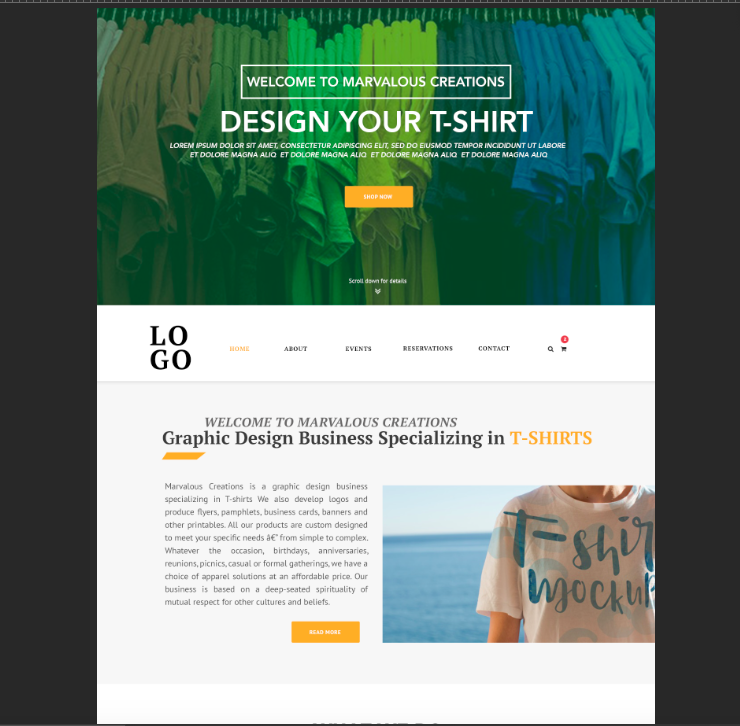 WELCOME TO MARVALOUS CREATIONS
DESIGN YOUR T-SHIRT
LOREM IPSUM DOLOR SIT AMET, CONSECTETUR ADIPISCING ELIT, SED DO EIUSMOD TEMPOR INCIDIDUNT UT LABORE
ET DOLORE MAGNA ALIQ  ET DOLORE MAGNA ALIQ  ET DOLORE MAGNA ALIQ  ET DOLORE MAGNA ALIQ
SHOP NOW
Scroll down for details
LO
GO
HOME ABOUT EVENTS RESERVATIONS CONTACT
WELCOME TO MARVALOUS CREATIONS
Graphic Design Business Specializing in T-SHIRTS
Marvalous Creations is a graphic design business
specializing in T-shirts We also develop logos and
produce flyers, pamphlets, business cards, banners and
other printables. All our products are custom designed
to meet your specific needs â€" from simple to complex.
Whatever the occasion, birthdays, anniversaries,
reunions, picnics, casual or formal gatherings, we have a
choice of apparel solutions at an affordable price. Our
business is based on a deep-seated spirituality of
mutual respect for other cultures and beliefs.
READ MORE
T-shir
mocku